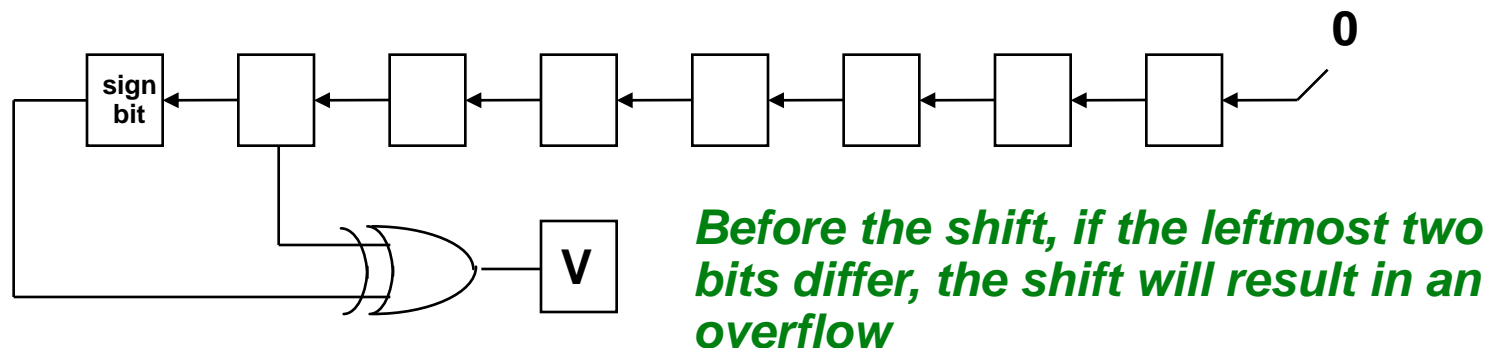 0
sign
bit
V
Before the shift, if the leftmost two
bits differ, the shift will result in an
overflow